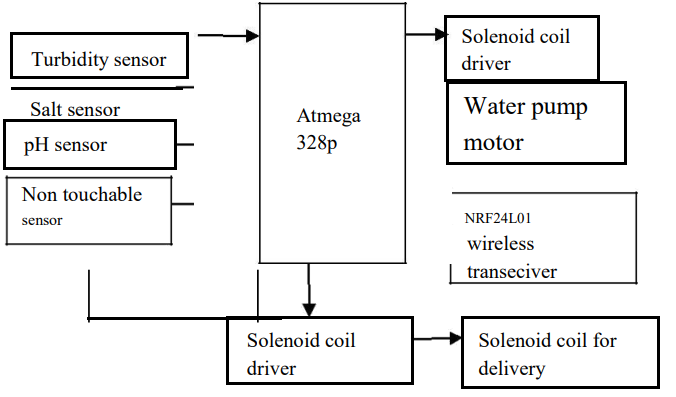 Turbidity sensor
Salt sensor
pH sensor
Non touchable
sensor
Atmega
328p
Solenoid coil
driver
Water pump
motor
NRF24L01
wireless
transeciver
Solenoid coil
driver
Solenoid coil for
delivery